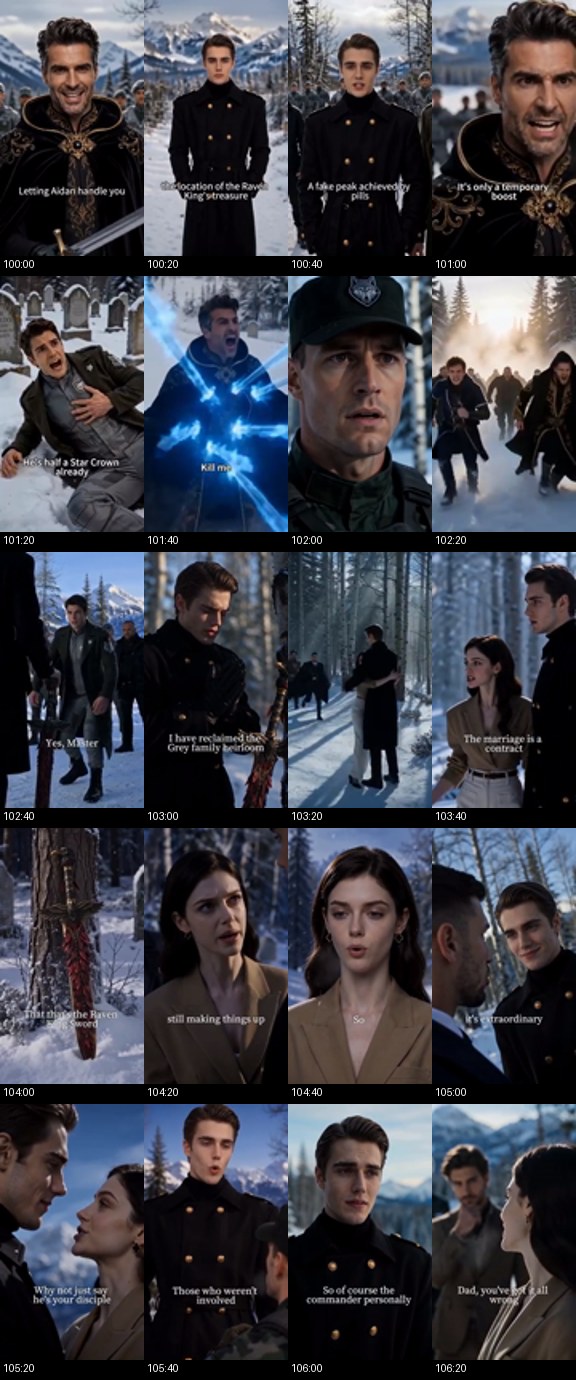 Letting Aidan handle you
the location of the Raven
King's treasure
A fake peak achieved by
pills
It's only a temporary
boost
100:00
100:20
100:40
101:00
He's half a Star Crown
already
Kill me
101:20
101:40
102:00
102:20
Yes, Master
I have reclaimed the
Grey family heirloom
The marriage is a
contract
102:40
103:00
103:20
103:40
That that's the Raven
King Sword
still making things up
So
it's extraordinary
104:00
104:20
104:40
105:00
Why not just say
he's your disciple
Those who weren't
involved
So of course the
commander personally
Dad, you've got it all
wrong
105:20
105:40
106:00
106:20